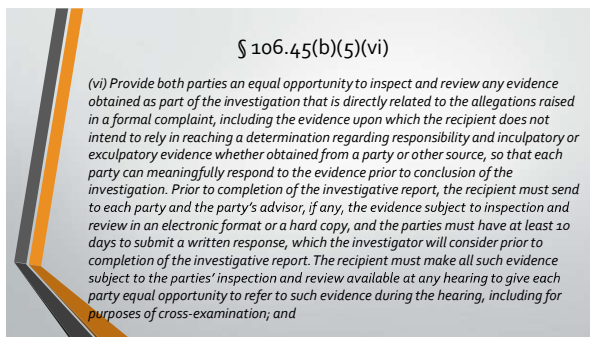 § 106.45(b)(5)(vi)
(vi) Provide both parties an equal opportunity to inspect and review any evidence
obtained as part of the investigation that is directly related to the allegations raised
in a formal complaint, including the evidence upon which the recipient does not
intend to rely in reaching a determination regarding responsibility and inculpatory or
exculpatory evidence whether obtained from a party or other source, so that each
party can meaningfully respond to the evidence prior to conclusion of the
investigation. Prior to completion of the investigative report, the recipient must send
to each party and the party's advisor, if any, the evidence subject to inspection and
review in an electronic format or a hard copy, and the parties must have at least 10
days to submit a written response, which the investigator will consider prior to
completion of the investigative report. The recipient must make all such evidence
subject to the parties' inspection and review available at any hearing to give each
party equal opportunity to refer to such evidence during the hearing, including for
purposes of cross-examination; and